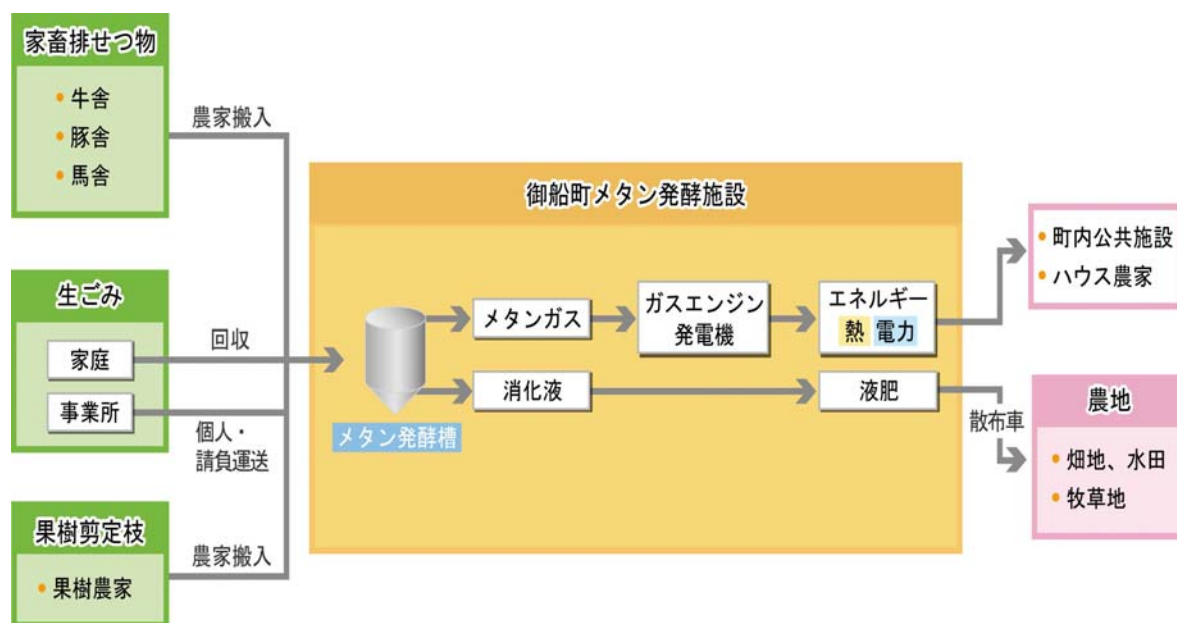 家畜排せつ物
• 牛舎
• 豚舎
• 馬舎
農家搬入
生ごみ
家庭
回収
事業所
個人・
請負運送
果樹剪定枝
• 果樹農家
農家搬入
御船町メタン発酵施設
メタン発酵槽
メタンガス
ガスエンジン
発電機
エネルギー
熱 電力
消化液
液肥
• 町内公共施設
• ハウス農家
散布車
農地
• 畑地、水田
• 牧草地